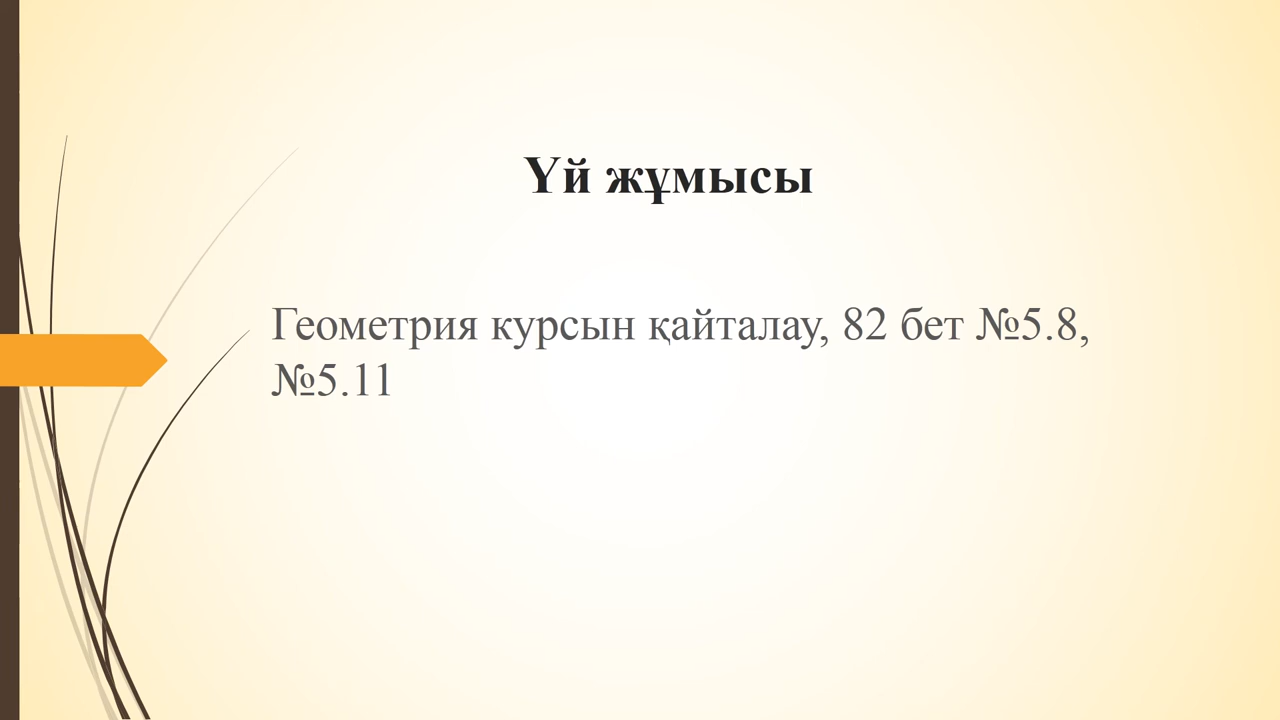 Үй жұмысы
Геометрия курсын қайталау, 82 бет №5.8,
№5.11